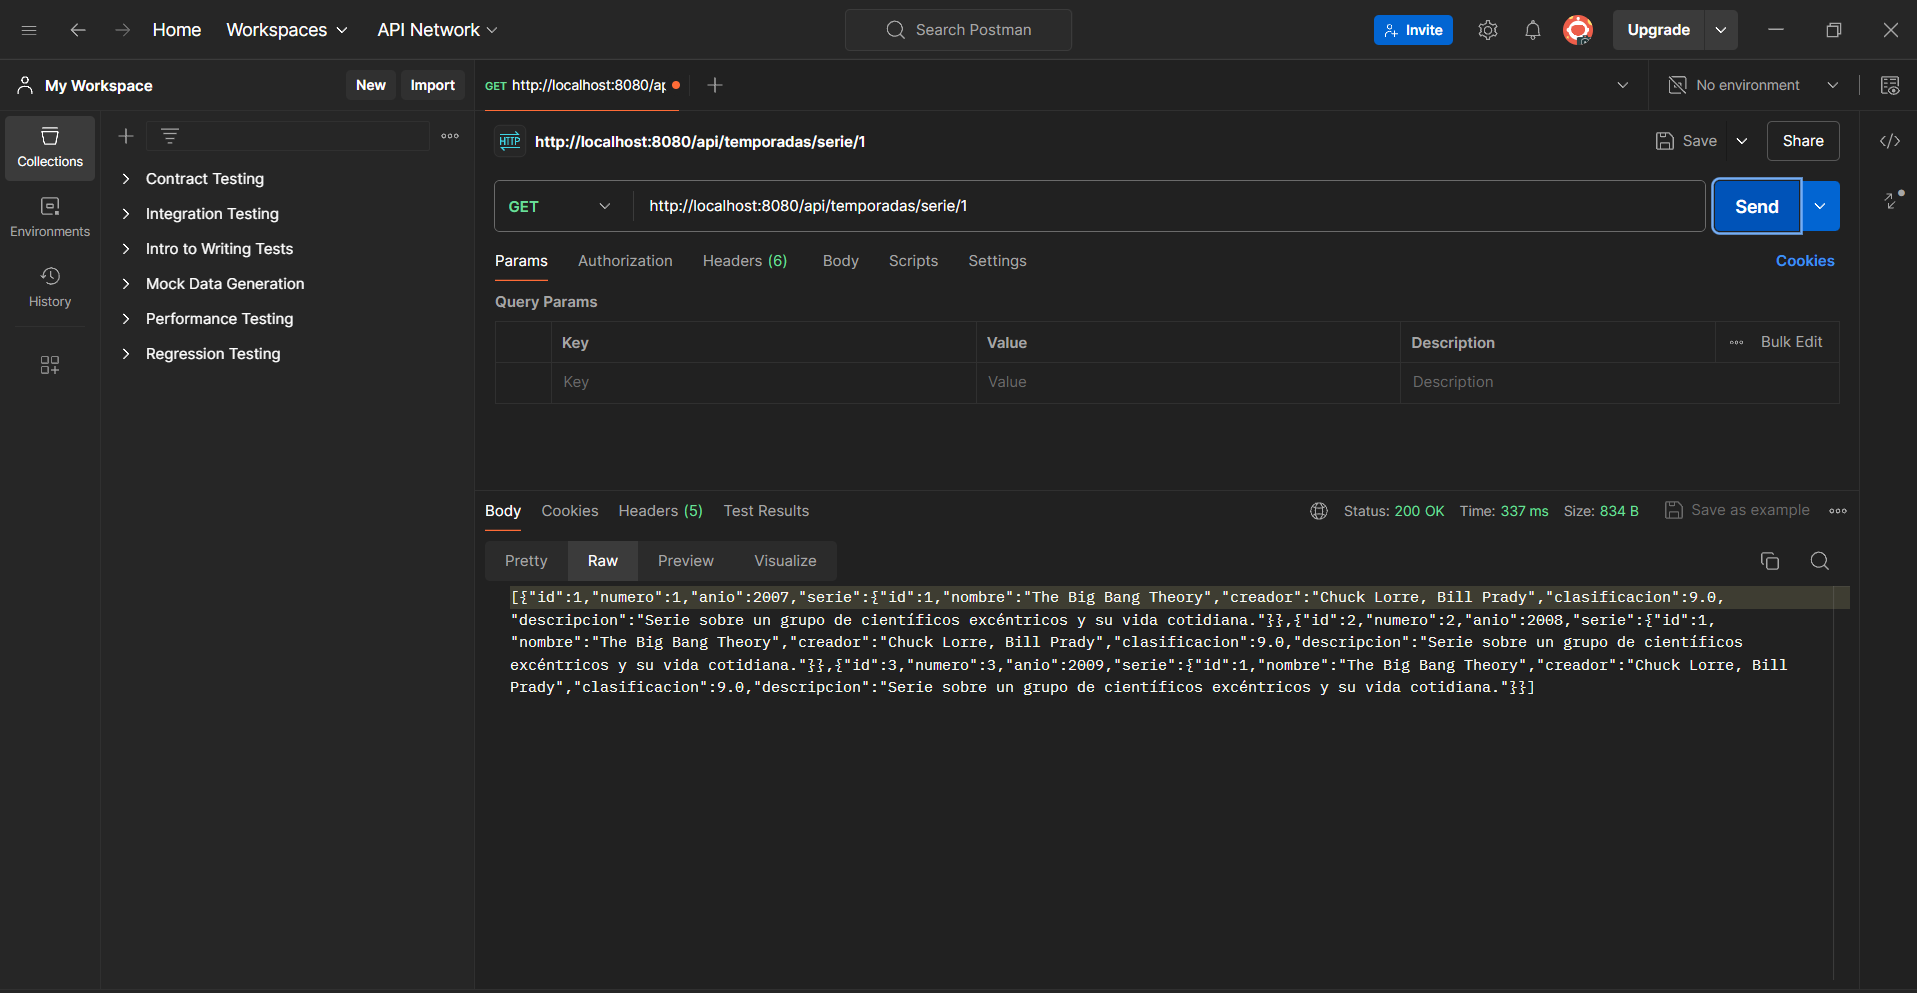 Home Workspaces API Network Search Postman Invite Upgrade
My Workspace New Import GET http://localhost:8080/ap No environment
Collections
Environments
History
Contract Testing
Integration Testing
Intro to Writing Tests
Mock Data Generation
Performance Testing
Regression Testing
HTTP http://localhost:8080/api/temporadas/serie/1 Save Share
GET http://localhost:8080/api/temporadas/serie/1 Send
Params Authorization Headers (6) Body Scripts Settings Cookies
Query Params
Key Value Description Bulk Edit
Key Value Description
Body Cookies Headers (5) Test Results Status: 200 OK Time: 337 ms Size: 834 B Save as example
Pretty Raw Preview Visualize
[{"id":1,"numero":1,"anio":2007,"serie":{"id":1,"nombre":"The Big Bang Theory","creador":"Chuck Lorre, Bill Prady","clasificacion":9.0,
"descripcion":"Serie sobre un grupo de científicos excéntricos y su vida cotidiana."}},{"id":2,"numero":2,"anio":2008,"serie":{"id":1,
"nombre":"The Big Bang Theory","creador":"Chuck Lorre, Bill Prady","clasificacion":9.0,"descripcion":"Serie sobre un grupo de científicos
excéntricos y su vida cotidiana."}},{"id":3,"numero":3,"anio":2009,"serie":{"id":1,"nombre":"The Big Bang Theory","creador":"Chuck Lorre, Bill
Prady","clasificacion":9.0,"descripcion":"Serie sobre un grupo de científicos excéntricos y su vida cotidiana."}}]